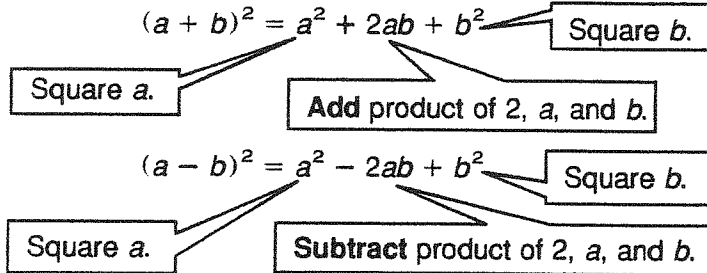 (a + b)² = a² + 2ab + b²
Square b.
Square a.
Add product of 2, a, and b.
(a − b)² = a² − 2ab + b²
Square b.
Square a.
Subtract product of 2, a, and b.